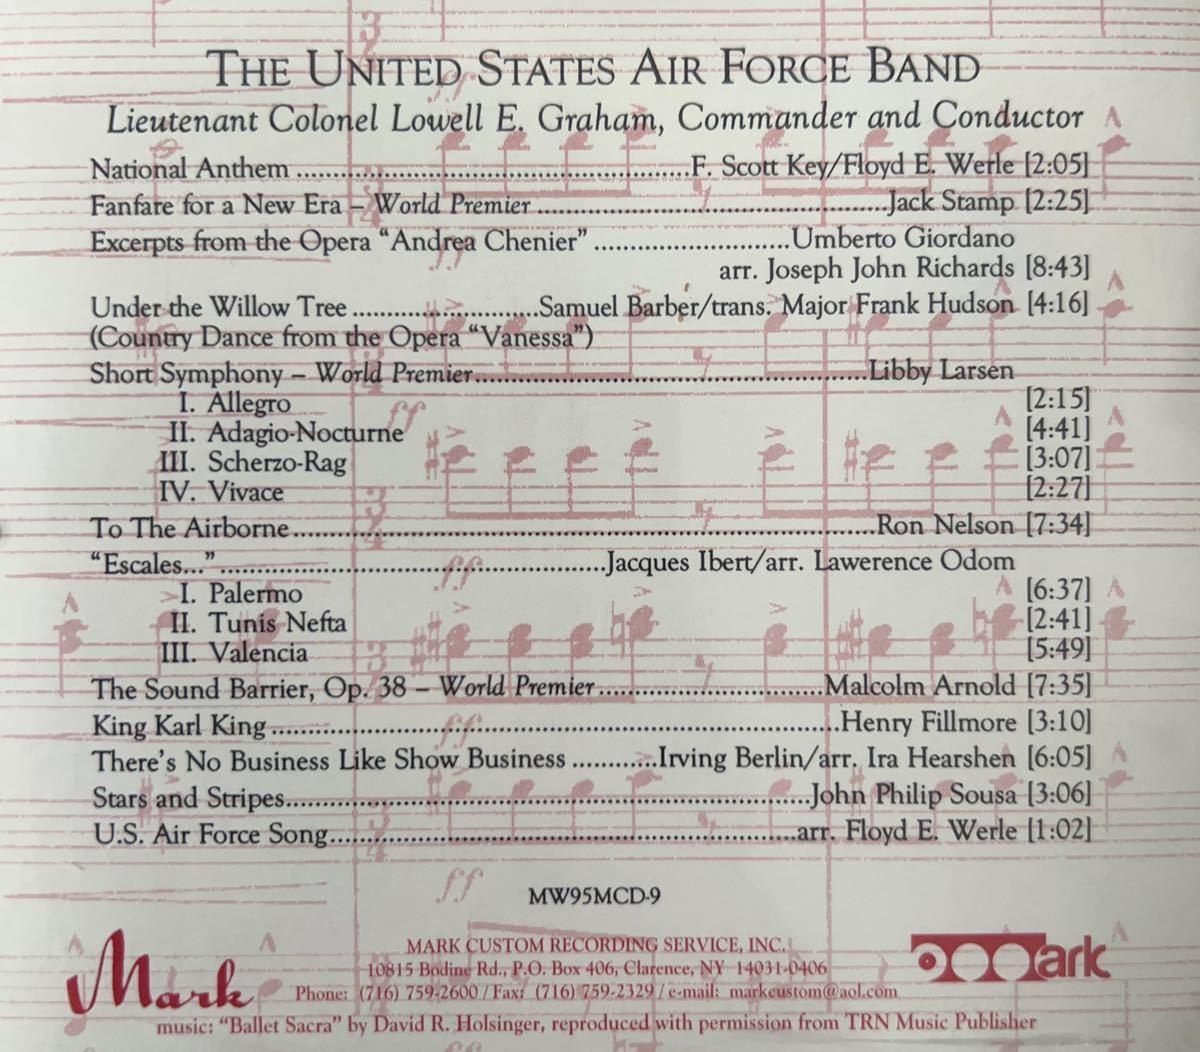 THE UNITED STATES AIR FORCE BAND
Lieutenant Colonel Lowell E. Graham, Commander and Conductor
National Anthem ........................................................F. Scott Key/Floyd E. Werle [2:05]
Fanfare for a New Era – World Premier ..................................................Jack Stamp [2:25]
Excerpts from the Opera “Andrea Chenier” ............................Umberto Giordano
arr. Joseph John Richards [8:43]
Under the Willow Tree ...........................Samuel Barber/trans. Major Frank Hudson [4:16]
(Country Dance from the Opera “Vanessa”)
Short Symphony – World Premier........................................................Libby Larsen
I. Allegro [2:15]
II. Adagio-Nocturne [4:41]
III. Scherzo-Rag [3:07]
IV. Vivace [2:27]
To The Airborne....................................................................................Ron Nelson [7:34]
“Escales...” .......................................................Jacques Ibert/arr. Lawerence Odom
I. Palermo [6:37]
II. Tunis Nefta [2:41]
III. Valencia [5:49]
The Sound Barrier, Op. 38 – World Premier................................Malcolm Arnold [7:35]
King Karl King ................................................................................Henry Fillmore [3:10]
There’s No Business Like Show Business ............Irving Berlin/arr. Ira Hearshen [6:05]
Stars and Stripes...........................................................................John Philip Sousa [3:06]
U.S. Air Force Song...................................................................arr. Floyd E. Werle [1:02]
MW95MCD-9
Mark
MARK CUSTOM RECORDING SERVICE, INC.
10815 Bodine Rd., P.O. Box 406, Clarence, NY 14031-0406
Phone: (716) 759-2600 / Fax: (716) 759-2329 / e-mail: markcustom@aol.com
mark
music: “Ballet Sacra” by David R. Holsinger, reproduced with permission from TRN Music Publisher